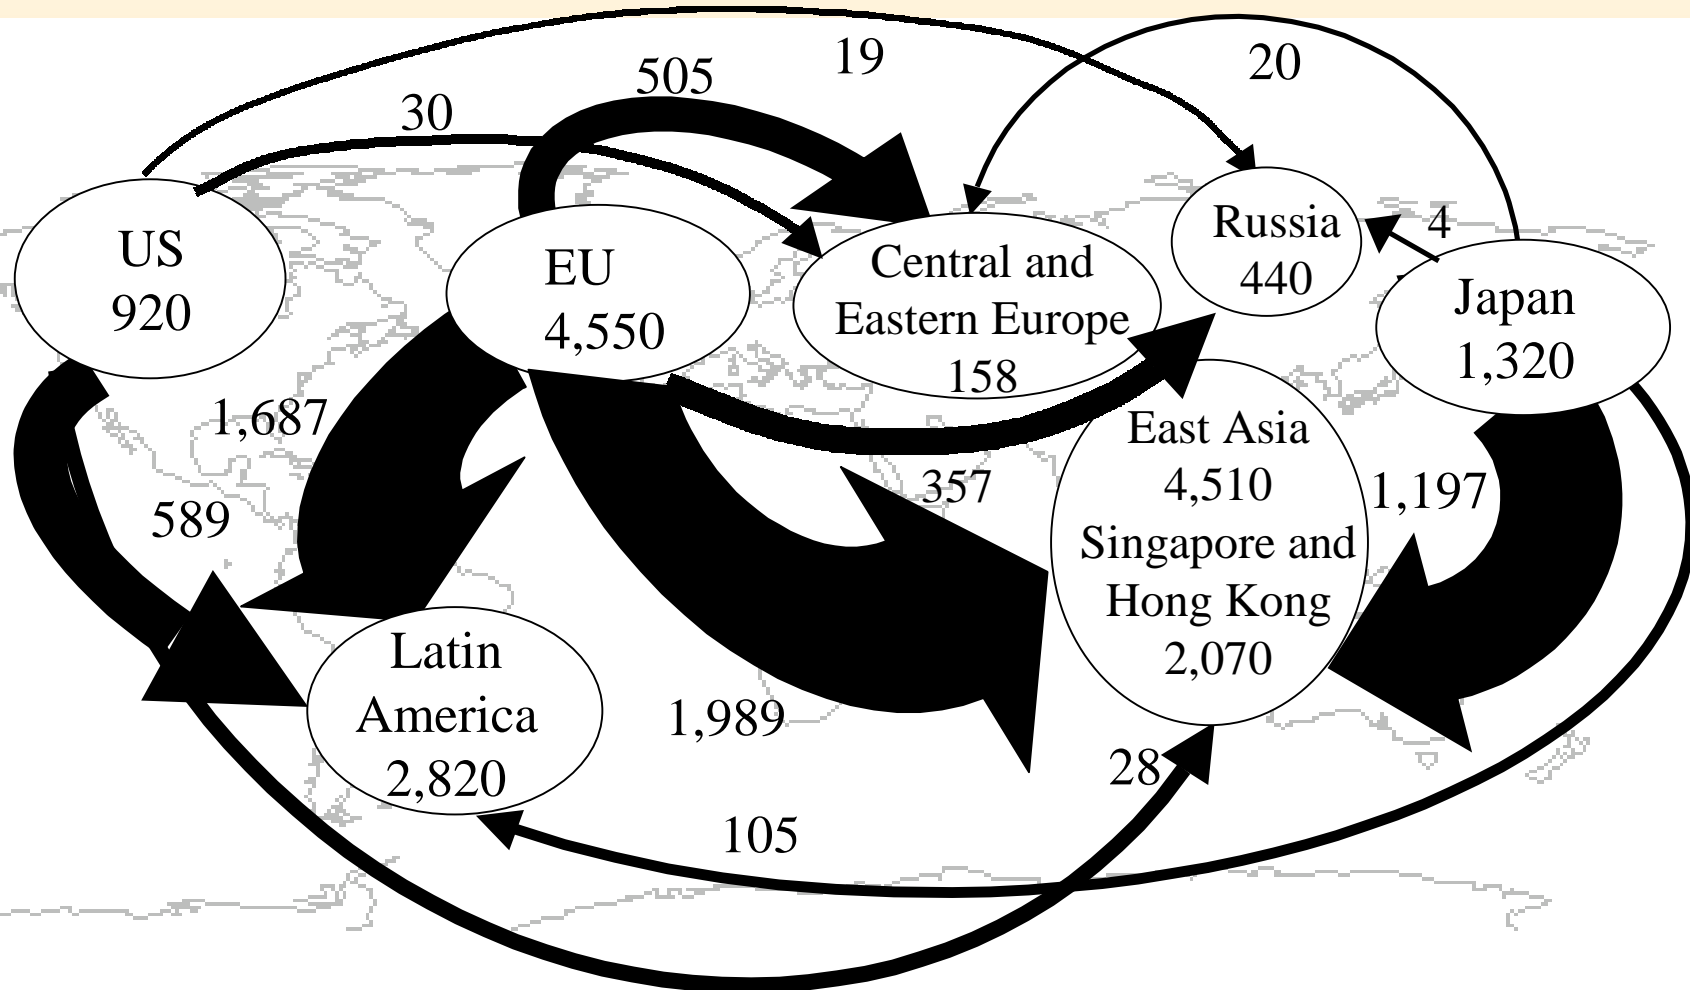 19
20
505
30
US
920
EU
4,550
Central and
Eastern Europe
158
Russia
440
4
Japan
1,320
1,687
589
357
East Asia
4,510
Singapore and
Hong Kong
2,070
1,197
Latin
America
2,820
1,989
28
105